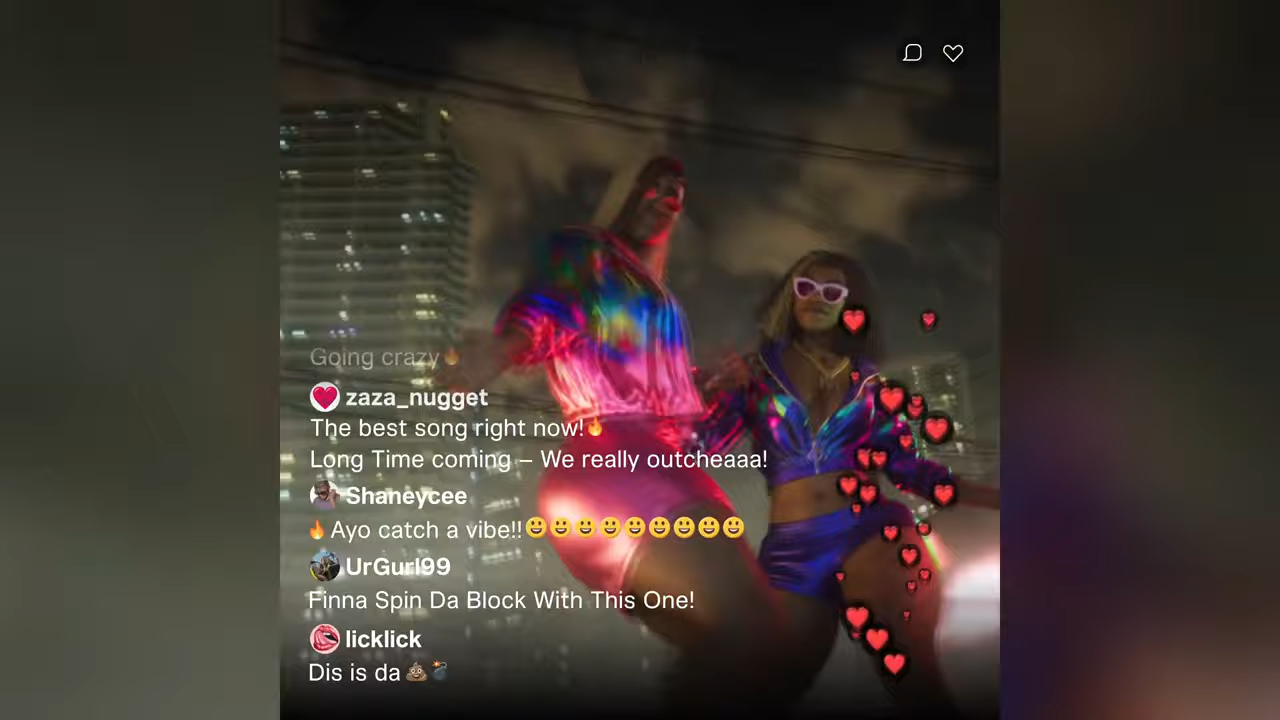 Going crazy🔥
zaza_nugget
The best song right now!🔥
Long Time coming – We really outcheaaa!
Shaneycee
🔥Ayo catch a vibe!!😀😀😀😀😀😀😀😀😀
UrGurl99
Finna Spin Da Block With This One!
licklick
Dis is da💩💣